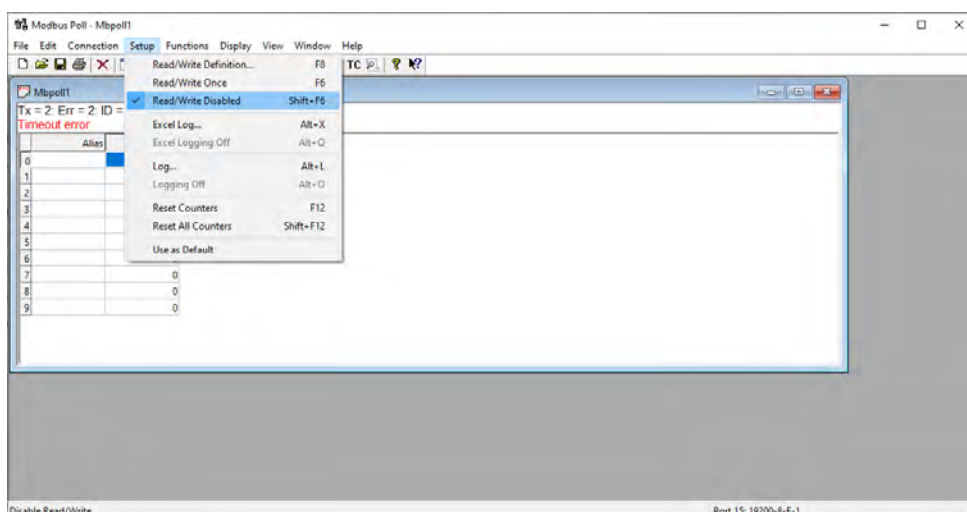 Modbus Poll - Mbpoll1
File Edit Connection Setup Functions Display View Window Help
TC
Mbpoll1
Tx = 2: Err = 2: ID =
Timeout error
Alias
0
1
2
3
4
5
6
7 0
8 0
9 0
Read/Write Definition... F8
Read/Write Once F6
Read/Write Disabled Shift+F6
Excel Log... Alt+X
Excel Logging Off Alt+Q
Log... Alt+L
Logging Off Alt+O
Reset Counters F12
Reset All Counters Shift+F12
Use as Default
Disable Read/Write Port 15: 19200-8-E-1